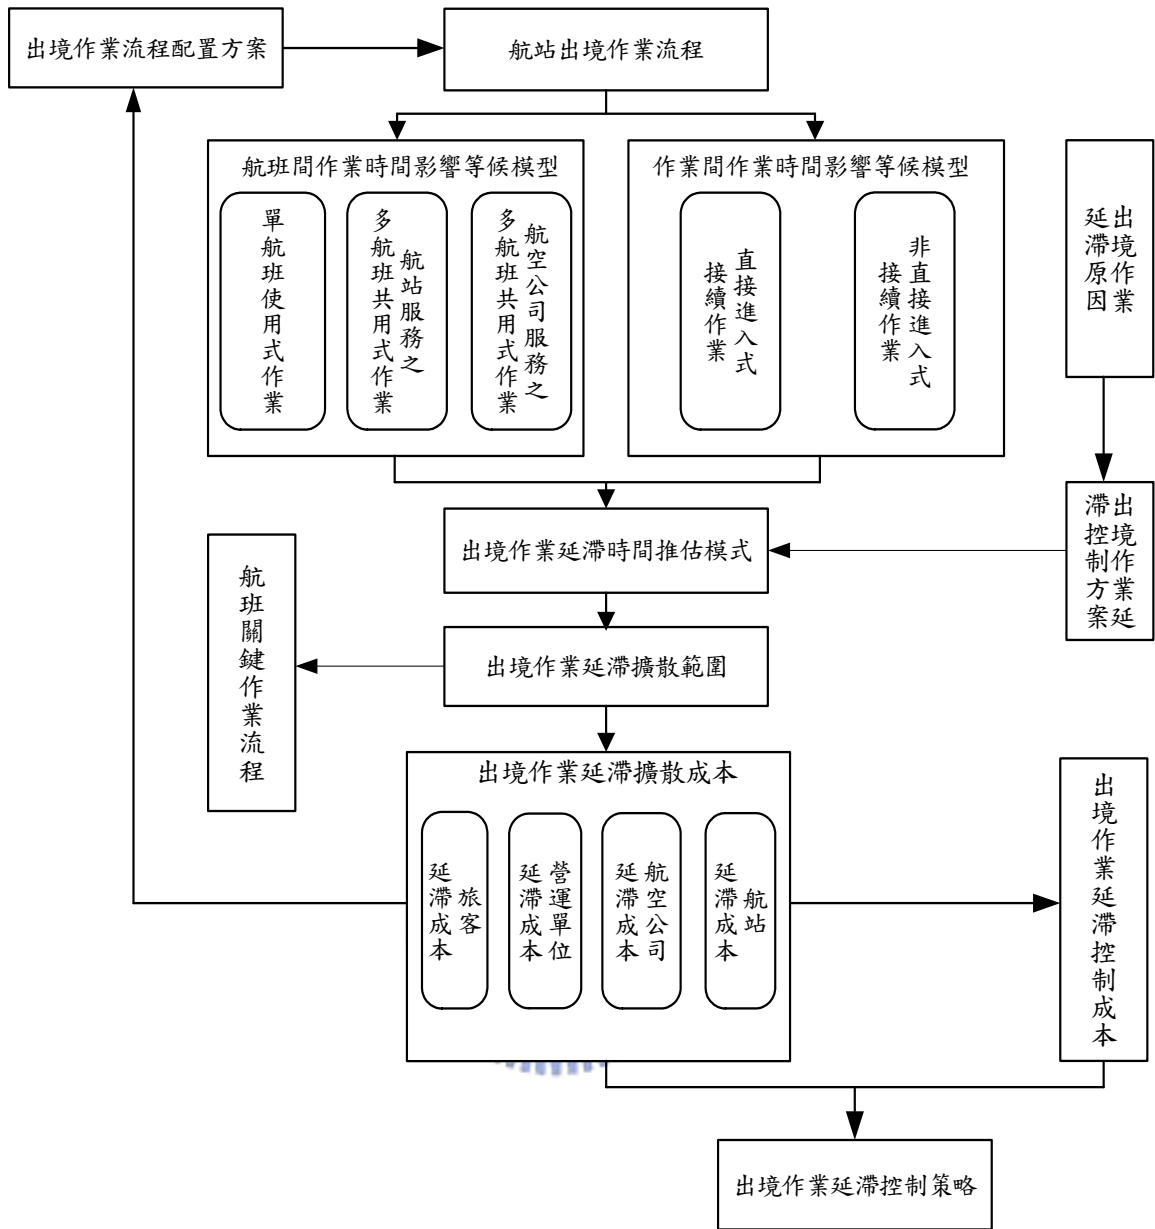 出境作業流程配置方案
航站出境作業流程
航班間作業時間影響等候模型
單航班使用式作業
航站服務之
多航班共用式作業
航空公司服務之
多航班共用式作業
作業間作業時間影響等候模型
直接進入式
接續作業
非直接進入式
接續作業
出境作業
延滯原因
出境作業延
滯控制方案
出境作業延滯時間推估模式
航班關鍵作業流程
出境作業延滯擴散範圍
出境作業延滯擴散成本
旅客
延滯成本
營運單位
延滯成本
航空公司
延滯成本
航站
延滯成本
出境作業延滯控制成本
出境作業延滯控制策略